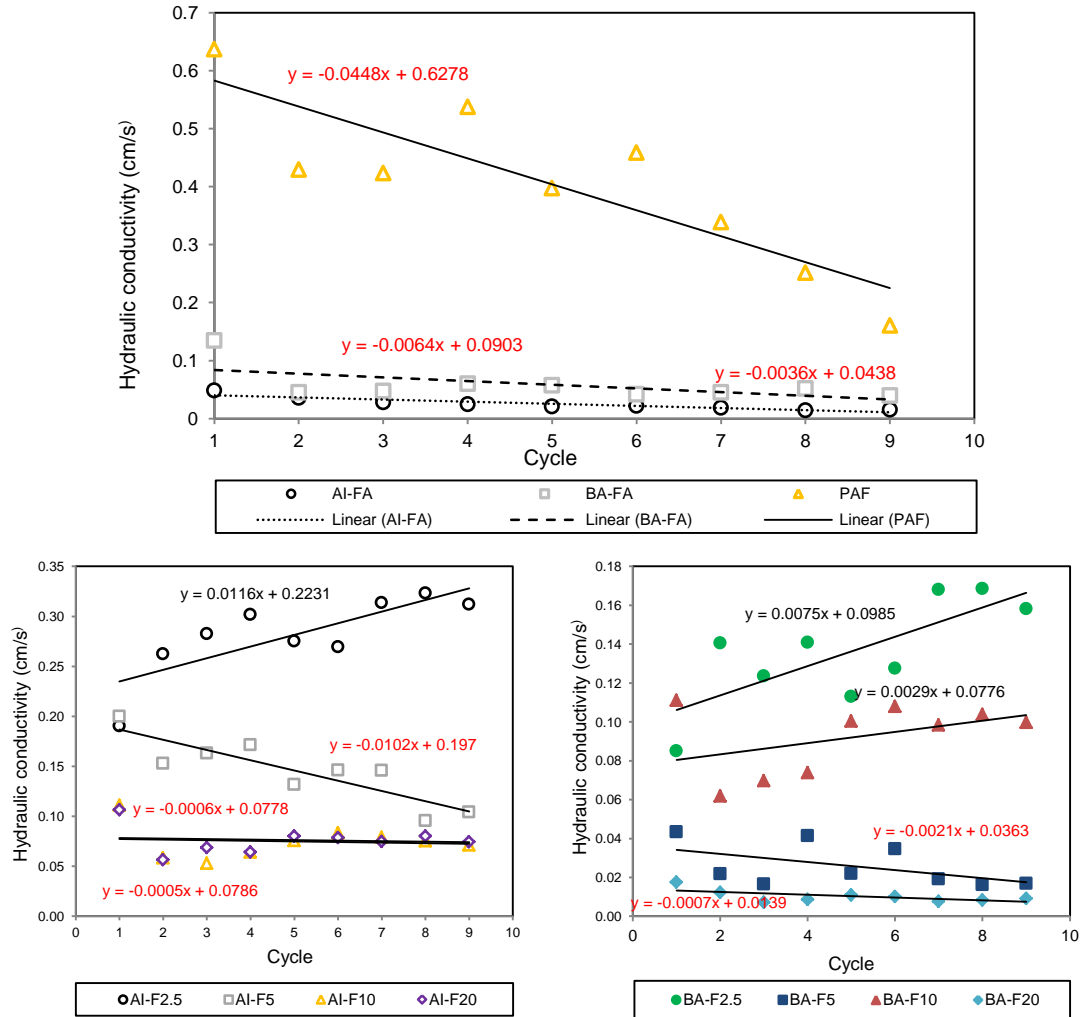 0.7
0.6
0.5
0.4
0.3
0.2
0.1
0
Hydraulic conductivity (cm/s)
y = -0.0448x + 0.6278
y = -0.0064x + 0.0903
y = -0.0036x + 0.0438
1 2 3 4 5 6 7 8 9 10
Cycle
AI-FA BA-FA PAF
Linear (AI-FA) Linear (BA-FA) Linear (PAF)
0.35
0.30
0.25
0.20
0.15
0.10
0.05
0.00
Hydraulic conductivity (cm/s)
y = 0.0116x + 0.2231
y = -0.0102x + 0.197
y = -0.0006x + 0.0778
y = -0.0005x + 0.0786
0 1 2 3 4 5 6 7 8 9 10
Cycle
AI-F2.5 AI-F5 AI-F10 AI-F20
0.18
0.16
0.14
0.12
0.10
0.08
0.06
0.04
0.02
0.00
Hydraulic conductivity (cm/s)
y = 0.0075x + 0.0985
y = 0.0029x + 0.0776
y = -0.0021x + 0.0363
y = -0.0007x + 0.0139
0 2 4 6 8 10
Cycle
BA-F2.5 BA-F5 BA-F10 BA-F20